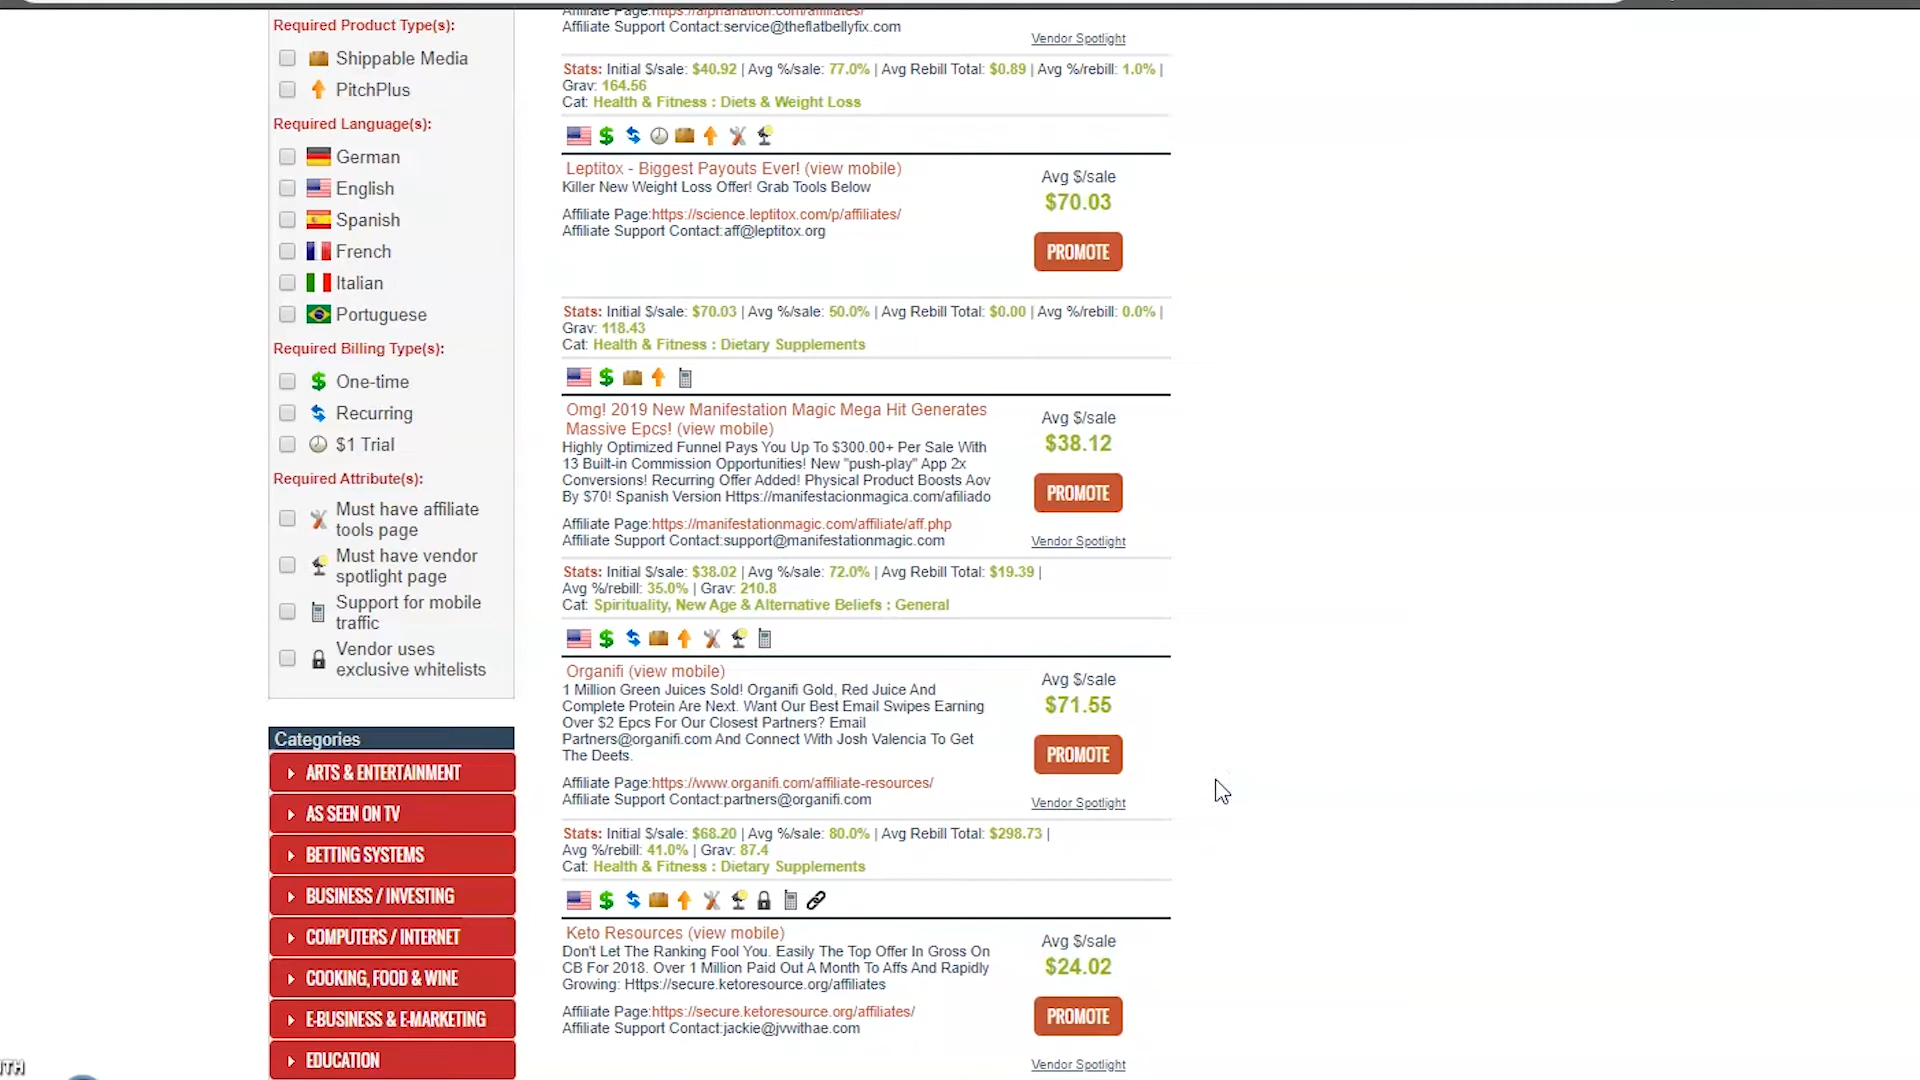 Required Product Type(s):
Shippable Media
PitchPlus
Required Language(s):
German
English
Spanish
French
Italian
Portuguese
Required Billing Type(s):
One-time
Recurring
$1 Trial
Required Attribute(s):
Must have affiliate
tools page
Must have vendor
spotlight page
Support for mobile
traffic
Vendor uses
exclusive whitelists
Categories
ARTS & ENTERTAINMENT
AS SEEN ON TV
BETTING SYSTEMS
BUSINESS / INVESTING
COMPUTERS / INTERNET
COOKING, FOOD & WINE
E-BUSINESS & E-MARKETING
EDUCATION
Affiliate Page:https://alphanation.com/affiliates/
Affiliate Support Contact:service@theflatbellyfix.com
Vendor Spotlight
Stats: Initial $/sale: $40.92 | Avg %/sale: 77.0% | Avg Rebill Total: $0.89 | Avg %/rebill: 1.0% |
Grav: 164.56
Cat: Health & Fitness : Diets & Weight Loss
Leptitox - Biggest Payouts Ever! (view mobile)
Killer New Weight Loss Offer! Grab Tools Below
Affiliate Page:https://science.leptitox.com/p/affiliates/
Affiliate Support Contact:aff@leptitox.org
Avg $/sale
$70.03
PROMOTE
Stats: Initial $/sale: $70.03 | Avg %/sale: 50.0% | Avg Rebill Total: $0.00 | Avg %/rebill: 0.0% |
Grav: 118.43
Cat: Health & Fitness : Dietary Supplements
Omg! 2019 New Manifestation Magic Mega Hit Generates
Massive Epcs! (view mobile)
Highly Optimized Funnel Pays You Up To $300.00+ Per Sale With
13 Built-in Commission Opportunities! New "push-play" App 2x
Conversions! Recurring Offer Added! Physical Product Boosts Aov
By $70! Spanish Version Https://manifestacionmagica.com/afiliado
Affiliate Page:https://manifestationmagic.com/affiliate/aff.php
Affiliate Support Contact:support@manifestationmagic.com
Avg $/sale
$38.12
PROMOTE
Vendor Spotlight
Stats: Initial $/sale: $38.02 | Avg %/sale: 72.0% | Avg Rebill Total: $19.39 |
Avg %/rebill: 35.0% | Grav: 210.8
Cat: Spirituality, New Age & Alternative Beliefs : General
Organifi (view mobile)
1 Million Green Juices Sold! Organifi Gold, Red Juice And
Complete Protein Are Next. Want Our Best Email Swipes Earning
Over $2 Epcs For Our Closest Partners? Email
Partners@organifi.com And Connect With Josh Valencia To Get
The Deets.
Affiliate Page:https://www.organifi.com/affiliate-resources/
Affiliate Support Contact:partners@organifi.com
Avg $/sale
$71.55
PROMOTE
Vendor Spotlight
Stats: Initial $/sale: $68.20 | Avg %/sale: 80.0% | Avg Rebill Total: $298.73 |
Avg %/rebill: 41.0% | Grav: 87.4
Cat: Health & Fitness : Dietary Supplements
Keto Resources (view mobile)
Don't Let The Ranking Fool You. Easily The Top Offer In Gross On
CB For 2018. Over 1 Million Paid Out A Month To Affs And Rapidly
Growing: Https://secure.ketoresource.org/affiliates
Affiliate Page:https://secure.ketoresource.org/affiliates/
Affiliate Support Contact:jackie@jvwithae.com
Avg $/sale
$24.02
PROMOTE
Vendor Spotlight